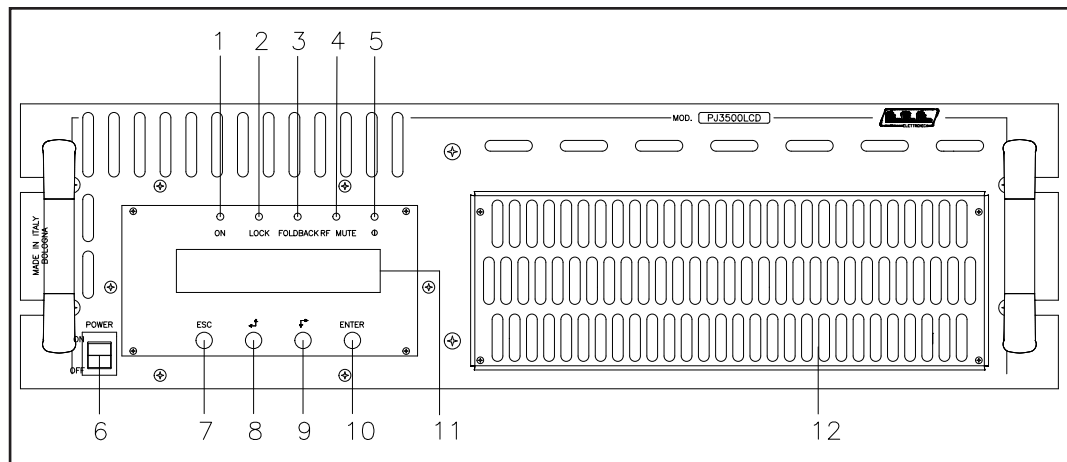 1 2 3 4 5
MOD. PJ3500LCD
ELETTRONICA
MADE IN ITALY
BOLOGNA
ON LOCK FOLDBACK RF MUTE Φ
POWER
ON
OFF
ESC ENTER
6 7 8 9 10 11 12